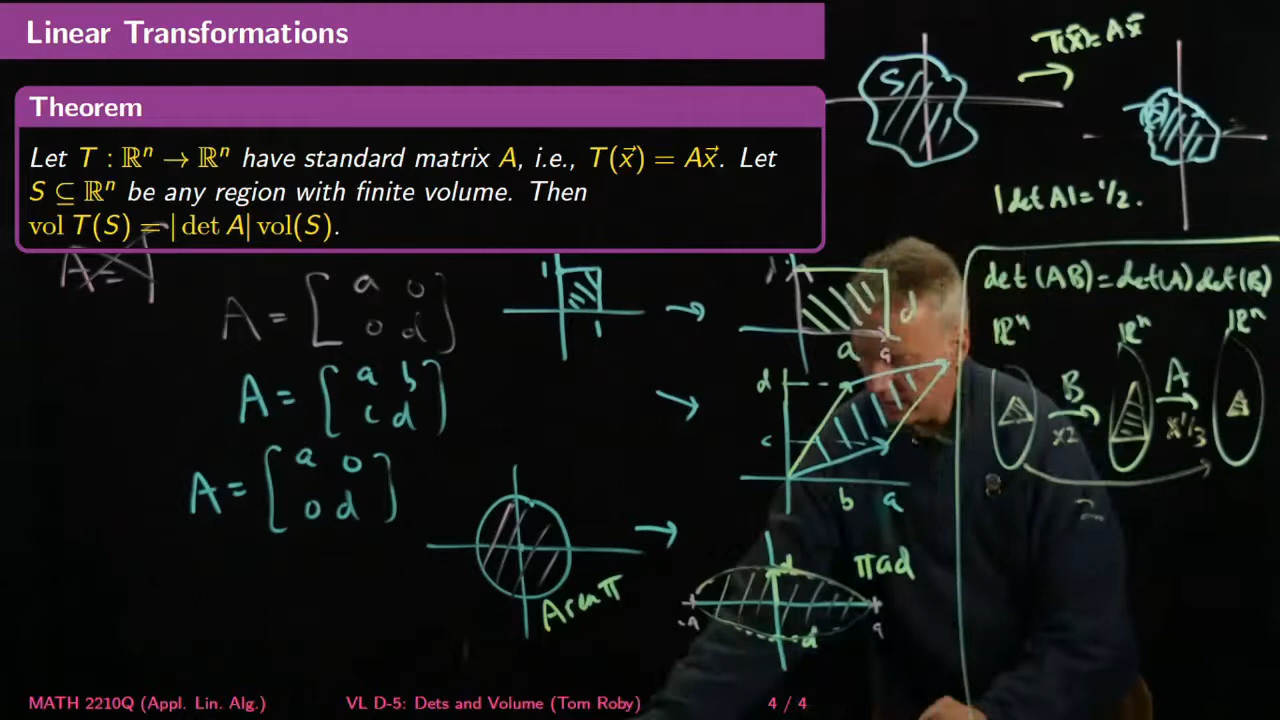 Linear Transformations
Theorem
Let T : ℝⁿ → ℝⁿ have standard matrix A, i.e., T(x⃗) = Ax⃗. Let
S ⊆ ℝⁿ be any region with finite volume. Then
vol T(S) = | det A| vol(S).
T(x⃗)=Ax⃗
S
|det A|=1/2.
A = [a 0
0 d]
1
1
d
a
a
A = [a b
c d]
d
c
b a
A = [a 0
0 d]
Area π
d
πad
-a
a
-d
det(AB)=det(A)det(B)
ℝⁿ ℝⁿ ℝⁿ
B A
x2 x1/3
MATH 2210Q (Appl. Lin. Alg.)
VL D-5: Dets and Volume (Tom Roby)
4 / 4